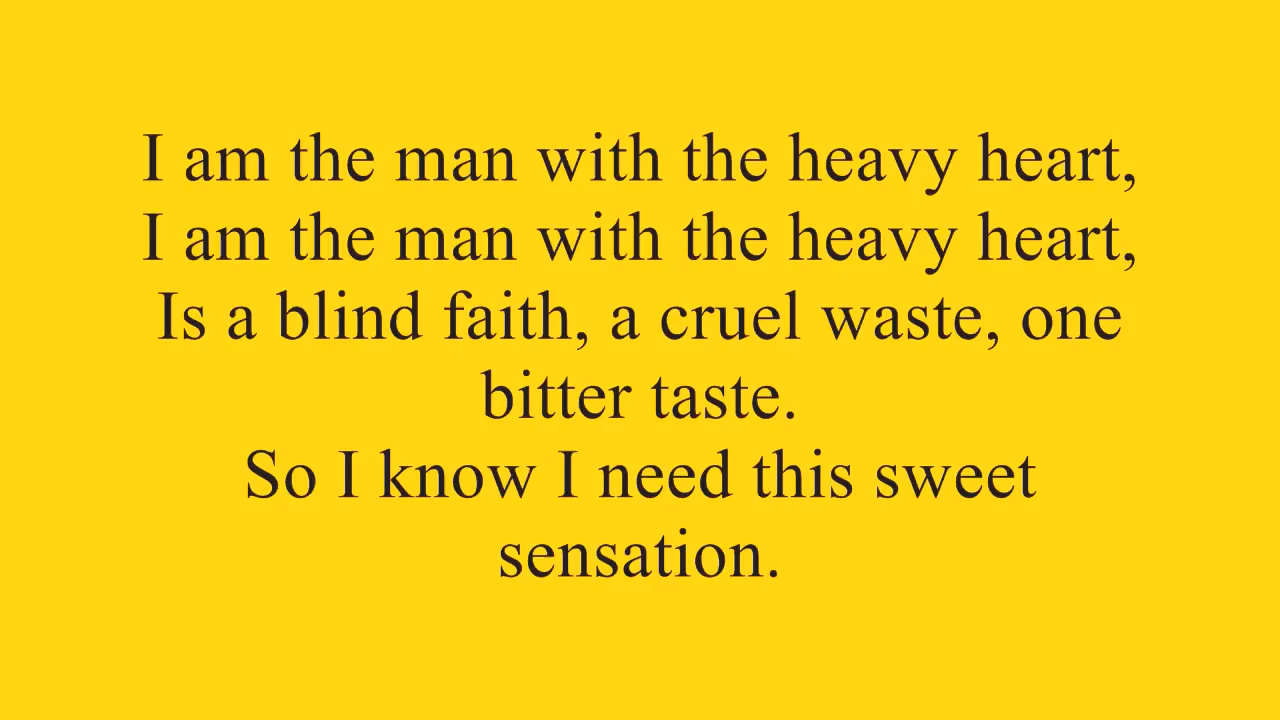 I am the man with the heavy heart,
I am the man with the heavy heart,
Is a blind faith, a cruel waste, one
bitter taste.
So I know I need this sweet
sensation.